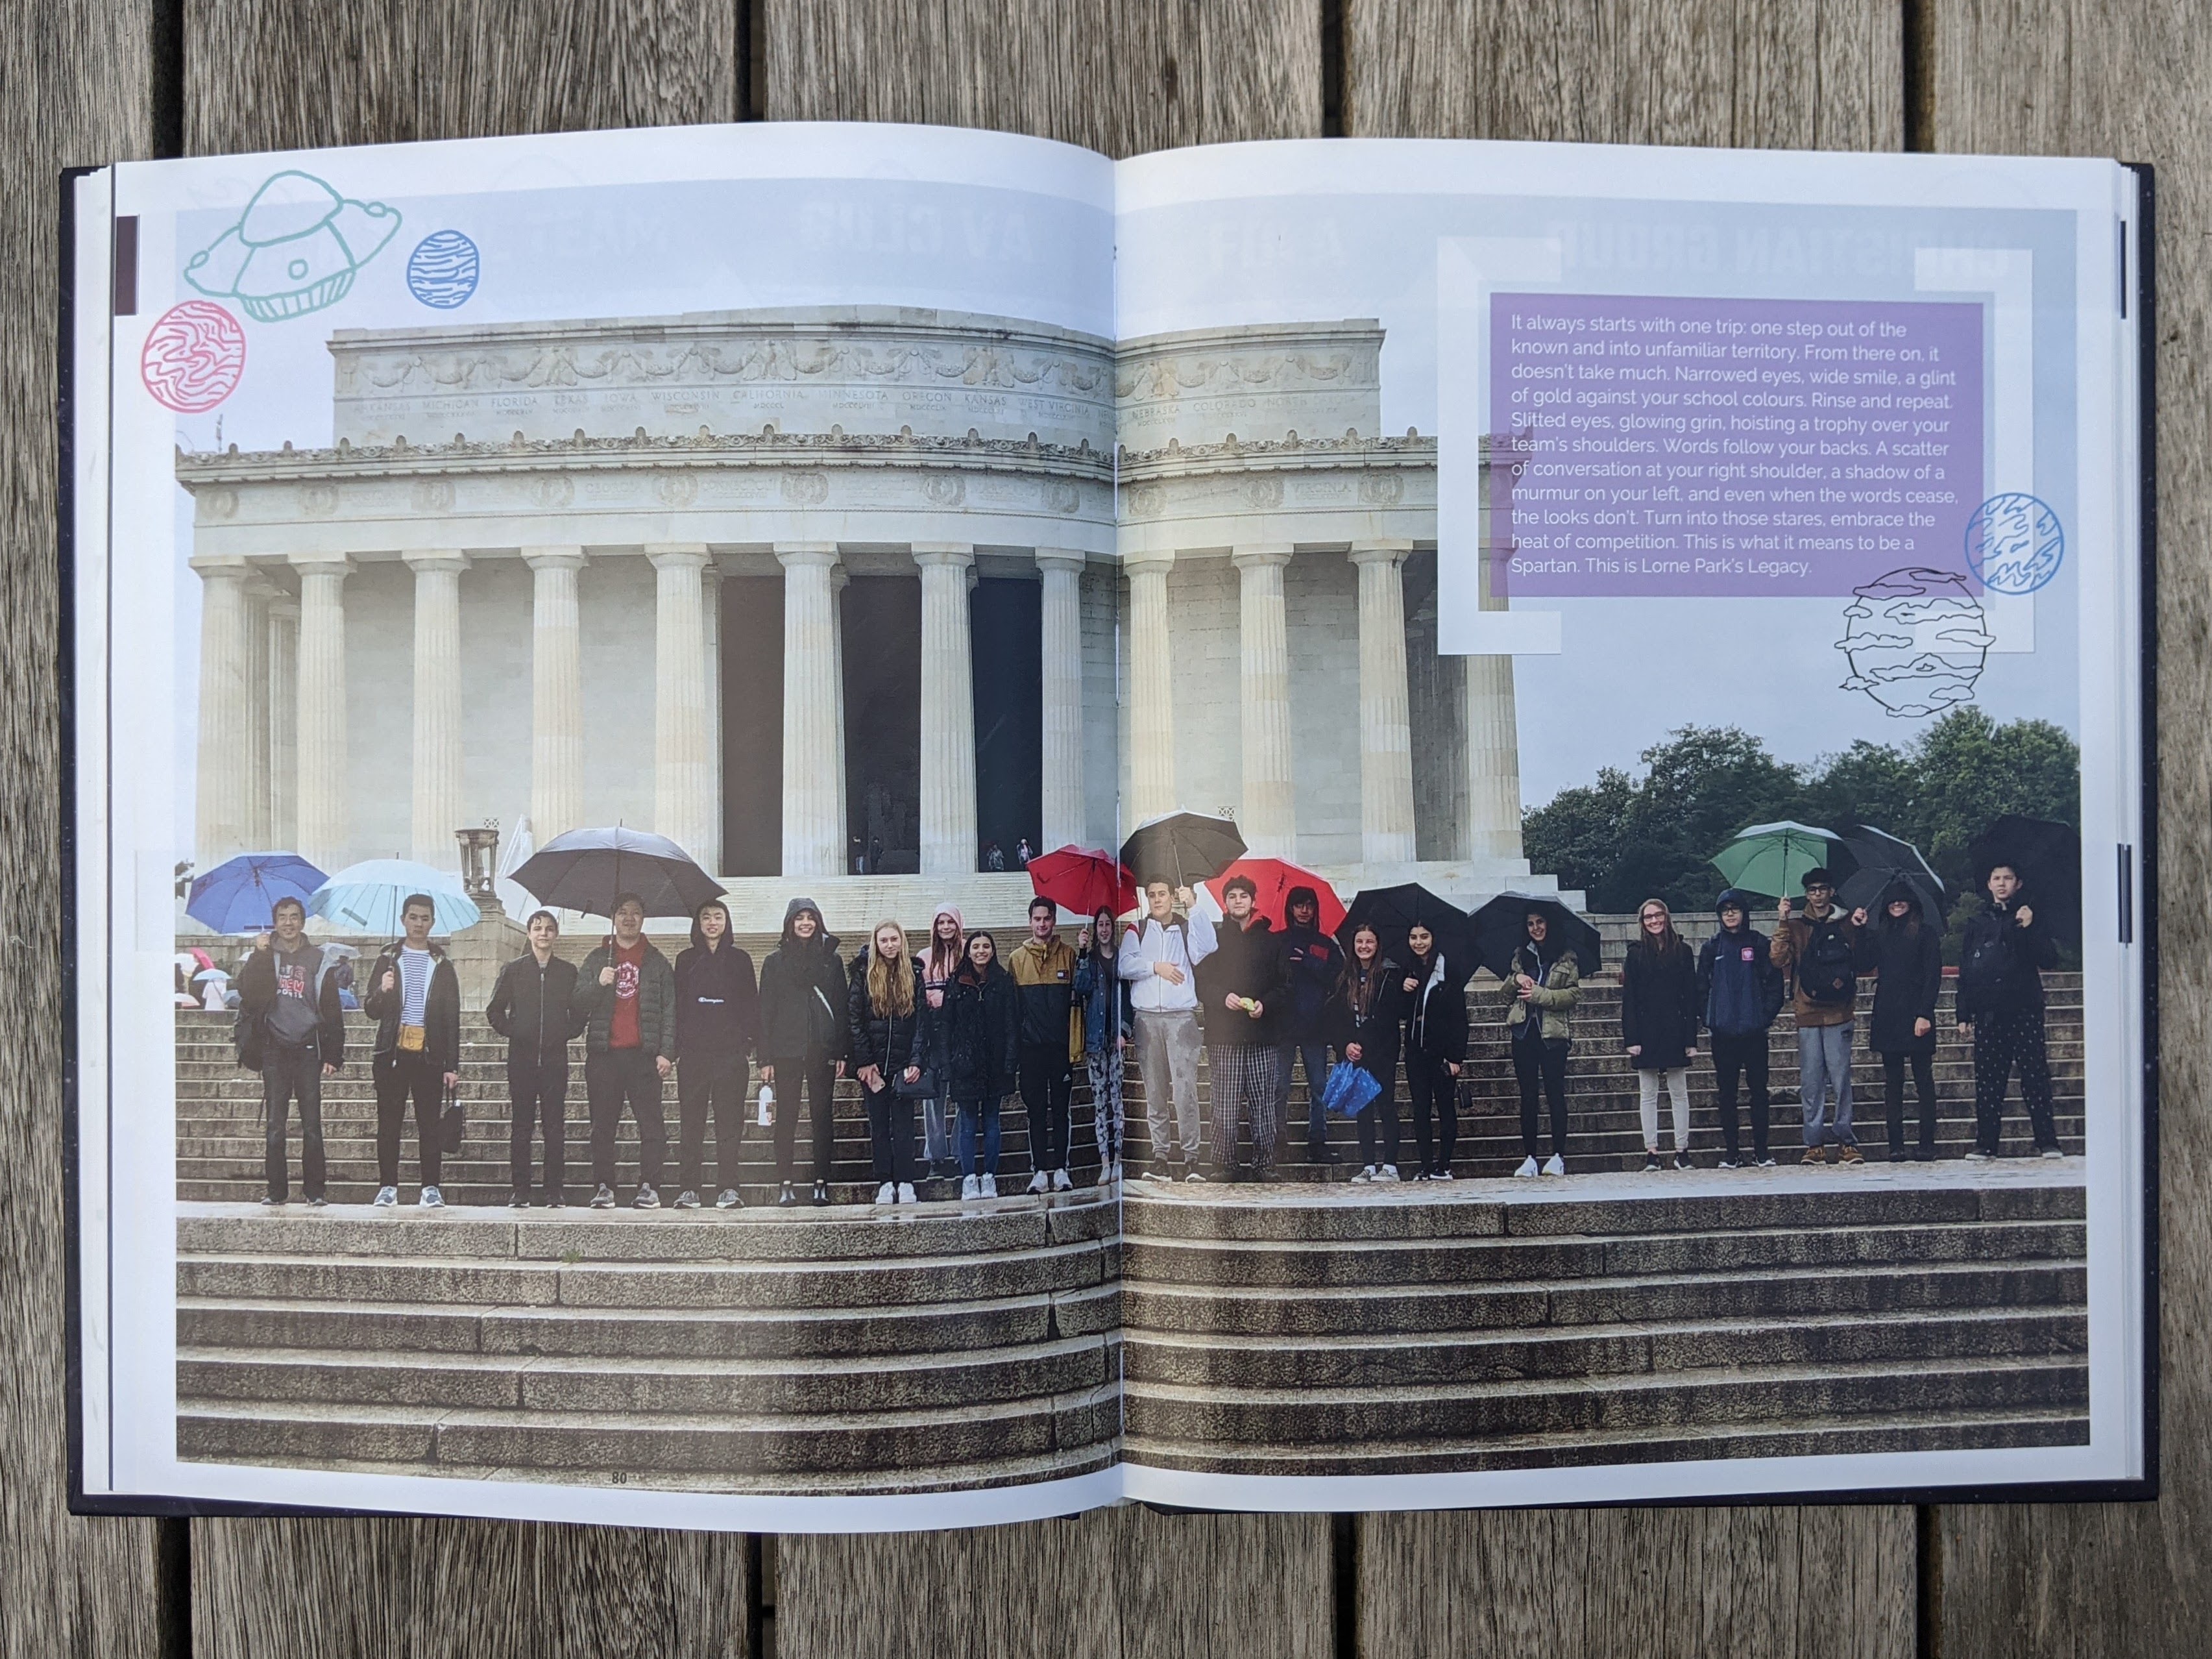 ARKANSAS MICHIGAN FLORIDA TEXAS IOWA WISCONSIN CALIFORNIA MINNESOTA OREGON KANSAS WEST VIRGINIA NEBRASKA COLORADO NORTH
VIRGINIA
It always starts with one trip: one step out of the
known and into unfamiliar territory. From there on, it
doesn't take much. Narrowed eyes, wide smile, a glint
of gold against your school colours. Rinse and repeat.
Slitted eyes, glowing grin, hoisting a trophy over your
team's shoulders. Words follow your backs. A scatter
of conversation at your right shoulder, a shadow of a
murmur on your left, and even when the words cease,
the looks don't. Turn into those stares, embrace the
heat of competition. This is what it means to be a
Spartan. This is Lorne Park's Legacy.
Champion
80